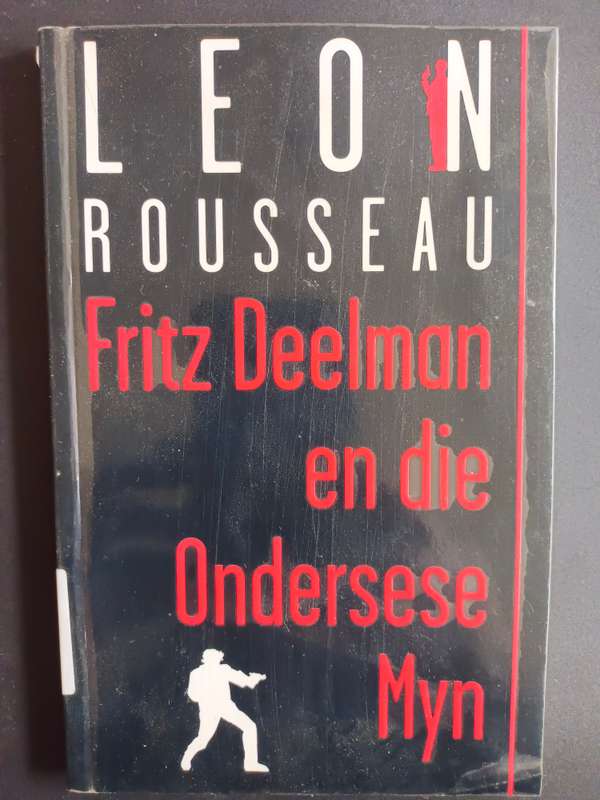 LEON
ROUSSEAU
Fritz Deelman
en die
Ondersese
Myn